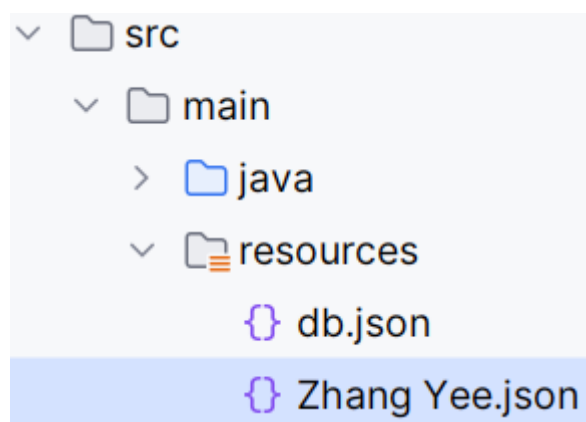 src
main
java
resources
{} db.json
{} Zhang Yee.json